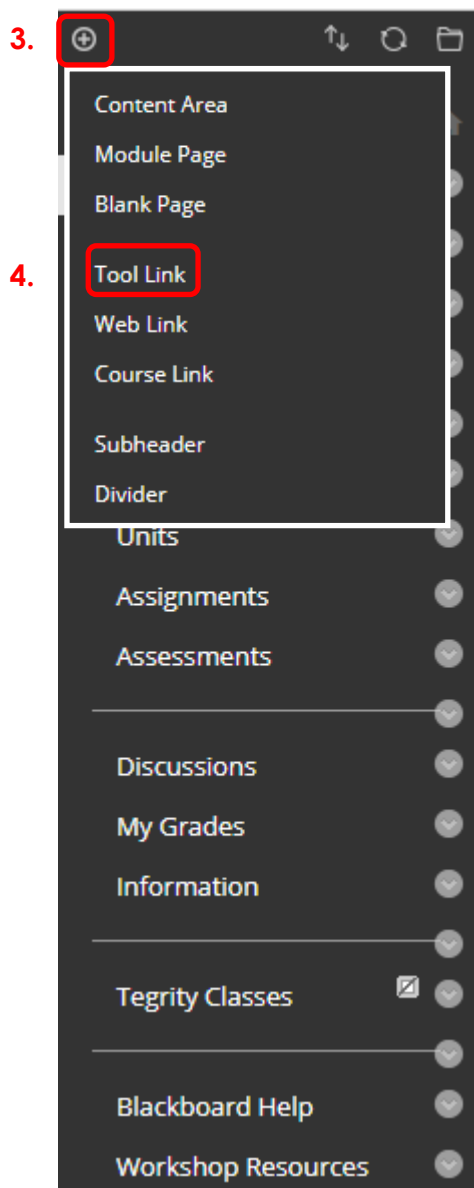 3.
Content Area
Module Page
Blank Page
4.
Tool Link
Web Link
Course Link
Subheader
Divider
Units
Assignments
Assessments
Discussions
My Grades
Information
Tegrity Classes
Blackboard Help
Workshop Resources